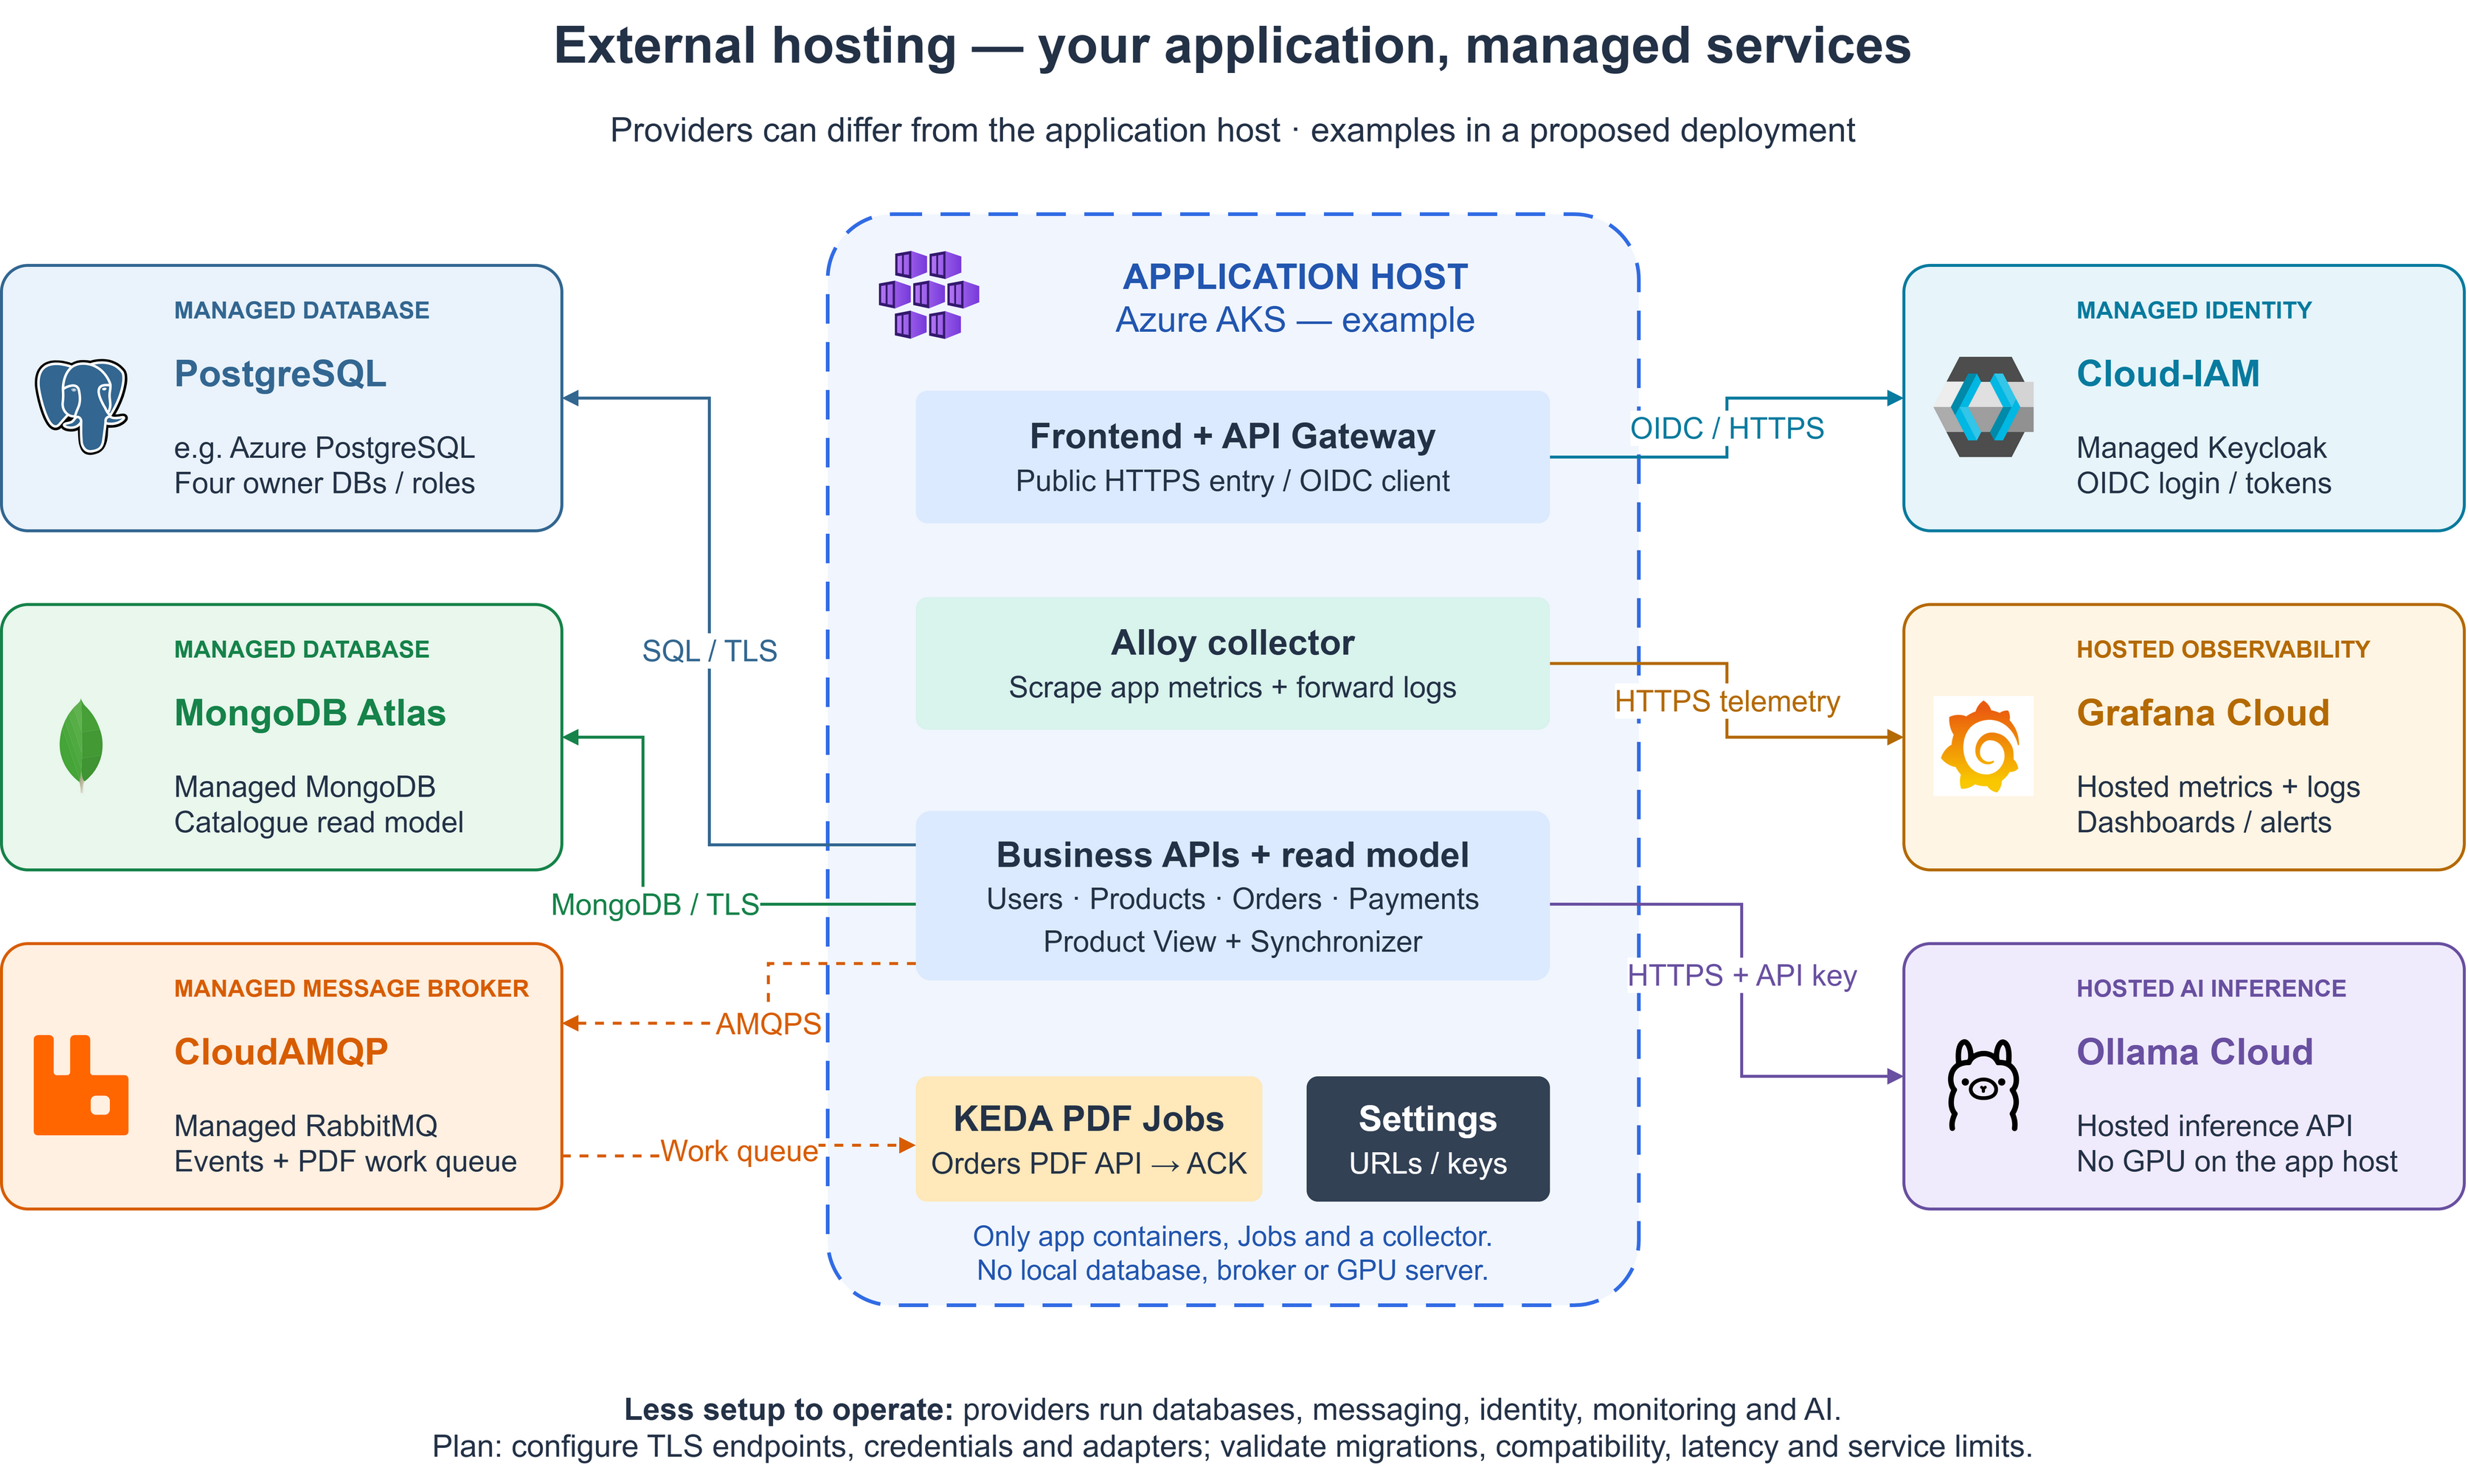 External hosting — your application, managed services
Providers can differ from the application host · examples in a proposed deployment
MANAGED DATABASE
PostgreSQL
e.g. Azure PostgreSQL
Four owner DBs / roles
MANAGED DATABASE
MongoDB Atlas
Managed MongoDB
Catalogue read model
MANAGED MESSAGE BROKER
CloudAMQP
Managed RabbitMQ
Events + PDF work queue
SQL / TLS
MongoDB / TLS
AMQPS
Work queue
APPLICATION HOST
Azure AKS — example
Frontend + API Gateway
Public HTTPS entry / OIDC client
Alloy collector
Scrape app metrics + forward logs
Business APIs + read model
Users · Products · Orders · Payments
Product View + Synchronizer
KEDA PDF Jobs
Orders PDF API → ACK
Settings
URLs / keys
Only app containers, Jobs and a collector.
No local database, broker or GPU server.
OIDC / HTTPS
HTTPS telemetry
HTTPS + API key
MANAGED IDENTITY
Cloud-IAM
Managed Keycloak
OIDC login / tokens
HOSTED OBSERVABILITY
Grafana Cloud
Hosted metrics + logs
Dashboards / alerts
HOSTED AI INFERENCE
Ollama Cloud
Hosted inference API
No GPU on the app host
Less setup to operate: providers run databases, messaging, identity, monitoring and AI.
Plan: configure TLS endpoints, credentials and adapters; validate migrations, compatibility, latency and service limits.